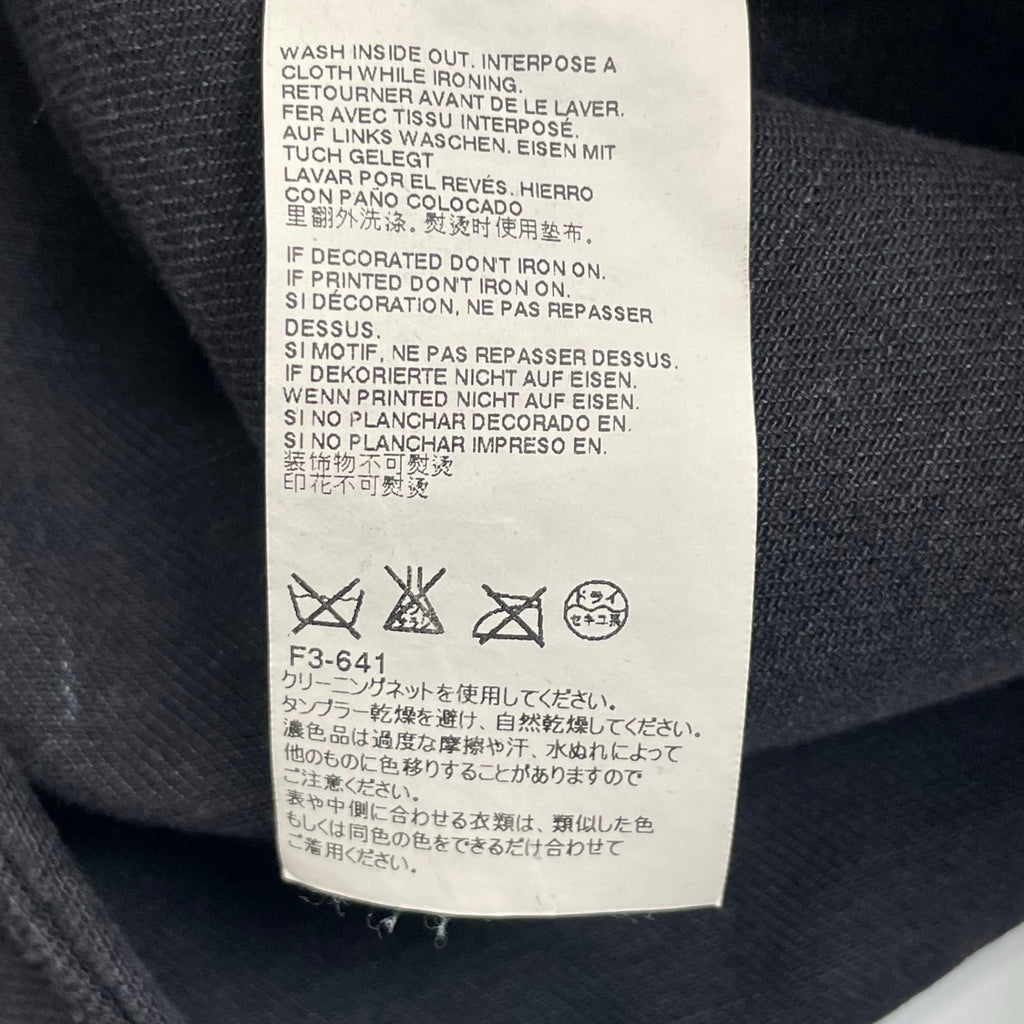 WASH INSIDE OUT. INTERPOSE A
CLOTH WHILE IRONING.
RETOURNER AVANT DE LE LAVER.
FER AVEC TISSU INTERPOSÉ.
AUF LINKS WASCHEN. EISEN MIT
TUCH GELEGT
LAVAR POR EL REVÉS. HIERRO
CON PAÑO COLOCADO
里翻外洗涤。熨烫时使用垫布。
IF DECORATED DON'T IRON ON.
IF PRINTED DON'T IRON ON.
SI DÉCORATION, NE PAS REPASSER
DESSUS.
SI MOTIF, NE PAS REPASSER DESSUS.
IF DEKORIERTE NICHT AUF EISEN.
WENN PRINTED NICHT AUF EISEN.
SI NO PLANCHAR DECORADO EN.
SI NO PLANCHAR IMPRESO EN.
装饰物不可熨烫
印花不可熨烫
ドライ
セキユ系
F3-641
クリーニングネットを使用してください。
タンブラー乾燥を避け、自然乾燥してください。
濃色品は過度な摩擦や汗、水ぬれによって
他のものに色移りすることがありますので
ご注意ください。
表や中側に合わせる衣類は、類似した色
もしくは同色の色をできるだけ合わせて
ご着用ください。